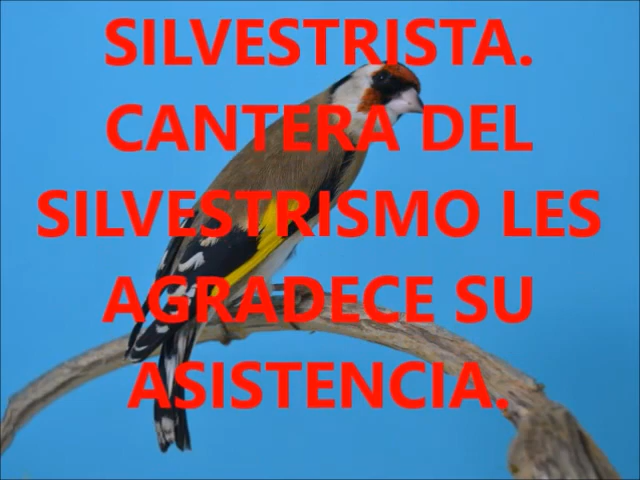 SILVESTRISTA.
CANTERA DEL
SILVESTRISMO LES
AGRADECE SU
ASISTENCIA.